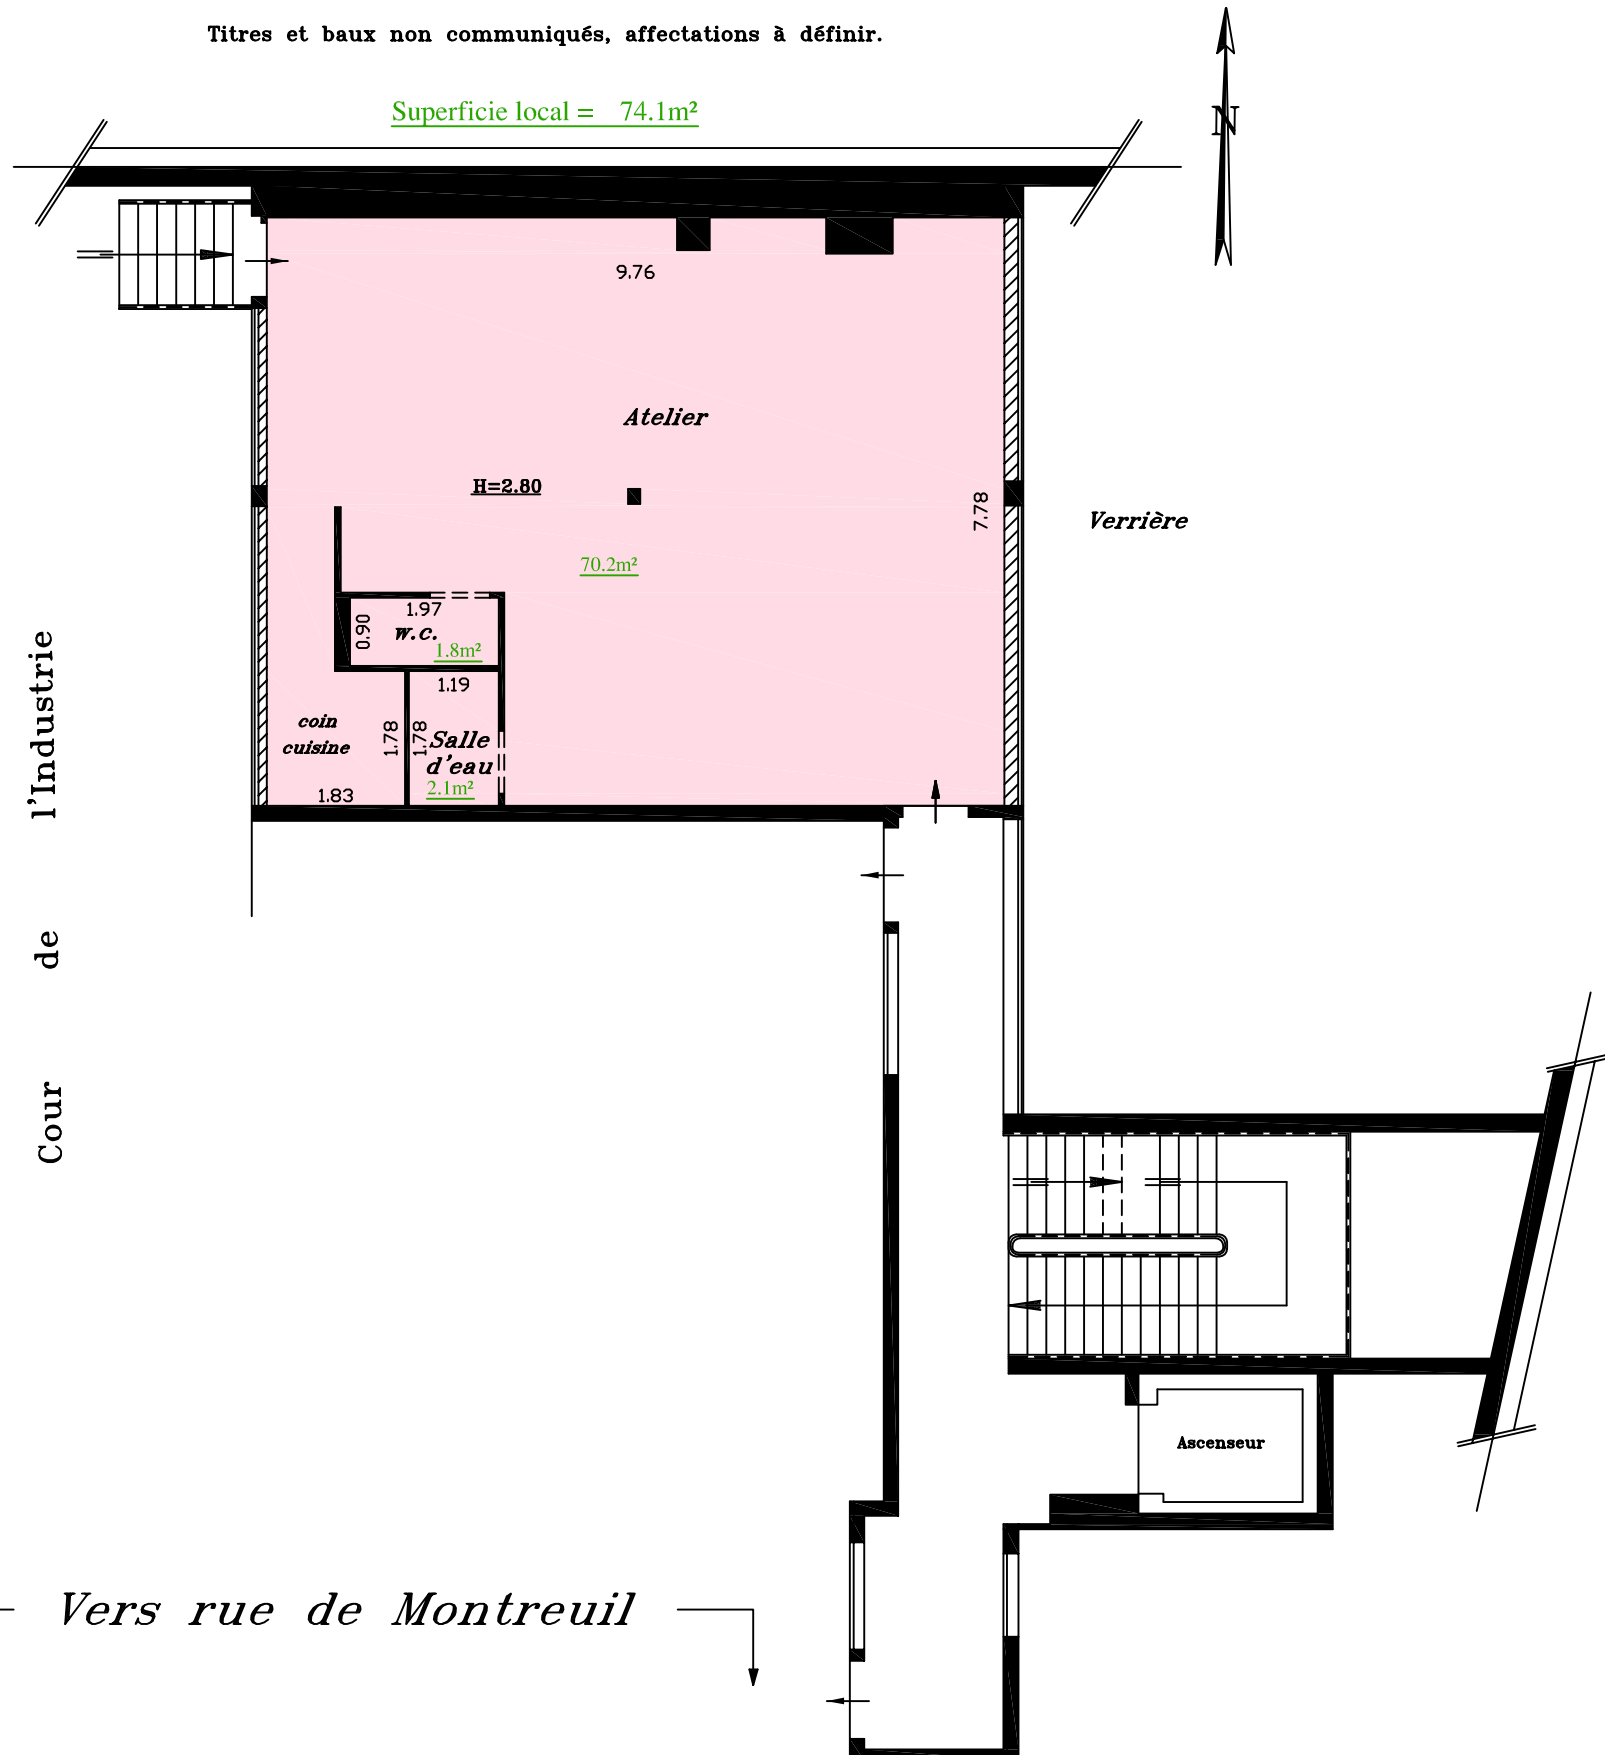 Titres et baux non communiqués, affectations à définir.
Superficie local = 74.1m²
N
9.76
Atelier
H=2.80
7.78
Verrière
70.2m²
1.97
0.90
w.c.
1.8m²
1.19
coin
cuisine
1.78
1.78
Salle
d'eau
2.1m²
1.83
Cour de l'Industrie
Ascenseur
Vers rue de Montreuil